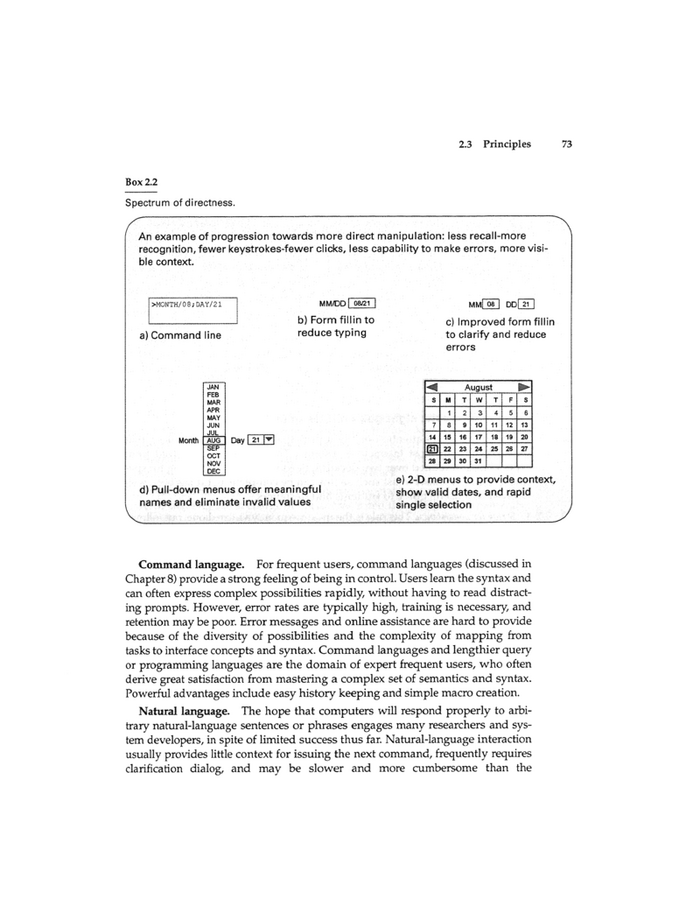 2.3 Principles 73
Box 2.2
Spectrum of directness.
An example of progression towards more direct manipulation: less recall-more
recognition, fewer keystrokes-fewer clicks, less capability to make errors, more visi-
ble context.
>MONTH/08;DAY/21
a) Command line
MM/DD 08/21
b) Form fillin to
reduce typing
MM 08 DD 21
c) Improved form fillin
to clarify and reduce
errors
JAN
FEB
MAR
APR
MAY
JUN
JUL
Month AUG Day 21
SEP
OCT
NOV
DEC
d) Pull-down menus offer meaningful
names and eliminate invalid values
August
S M T W T F S
1 2 3 4 5 6
7 8 9 10 11 12 13
14 15 16 17 18 19 20
21 22 23 24 25 26 27
28 29 30 31
e) 2-D menus to provide context,
show valid dates, and rapid
single selection
Command language. For frequent users, command languages (discussed in
Chapter 8) provide a strong feeling of being in control. Users learn the syntax and
can often express complex possibilities rapidly, without having to read distract-
ing prompts. However, error rates are typically high, training is necessary, and
retention may be poor. Error messages and online assistance are hard to provide
because of the diversity of possibilities and the complexity of mapping from
tasks to interface concepts and syntax. Command languages and lengthier query
or programming languages are the domain of expert frequent users, who often
derive great satisfaction from mastering a complex set of semantics and syntax.
Powerful advantages include easy history keeping and simple macro creation.
Natural language. The hope that computers will respond properly to arbi-
trary natural-language sentences or phrases engages many researchers and sys-
tem developers, in spite of limited success thus far. Natural-language interaction
usually provides little context for issuing the next command, frequently requires
clarification dialog, and may be slower and more cumbersome than the